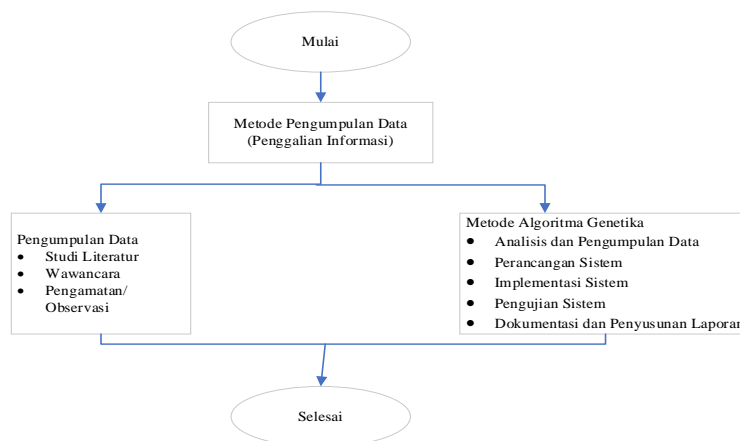 Mulai
Metode Pengumpulan Data
(Penggalian Informasi)
Pengumpulan Data
● Studi Literatur
● Wawancara
● Pengamatan/
Observasi
Metode Algoritma Genetika
● Analisis dan Pengumpulan Data
● Perancangan Sistem
● Implementasi Sistem
● Pengujian Sistem
● Dokumentasi dan Penyusunan Laporan
Selesai